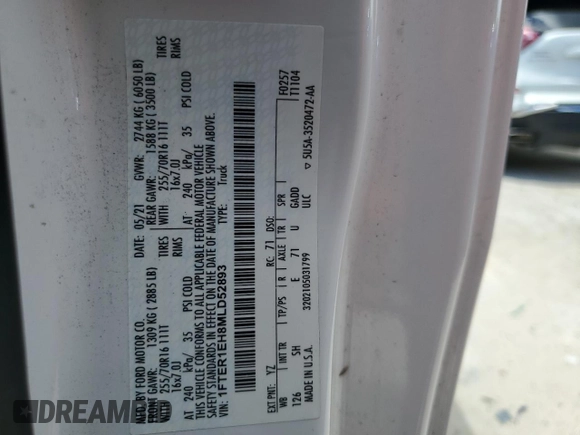 MFD. BY FORD MOTOR CO.
DATE: 05/21 GVWR: 2744 KG ( 6050 LB)
FRONT GAWR: 1309 KG ( 2885 LB) REAR GAWR: 1588 KG ( 3500 LB)
255/70R16 111T TIRES WITH 255/70R16 111T TIRES
16x7.0J RIMS 16x7.0J RIMS
AT 240 kPa/ 35 PSI COLD AT 240 kPa/ 35 PSI COLD
THIS VEHICLE CONFORMS TO ALL APPLICABLE FEDERAL MOTOR VEHICLE
SAFETY STANDARDS IN EFFECT ON THE DATE OF MANUFACTURE SHOWN ABOVE.
VIN: 1FTER1EH8MLD52893 TYPE: Truck
F0257
T1104
EXT PNT: YZ RC: 71 DSO:
WB INT TR TP/PS R AXLE TR SPR
126 SH E 71 U GADD
MADE IN U.S.A. 3202105031799 ULC
▽ 5U5A-3520472-AA
DREAMBID